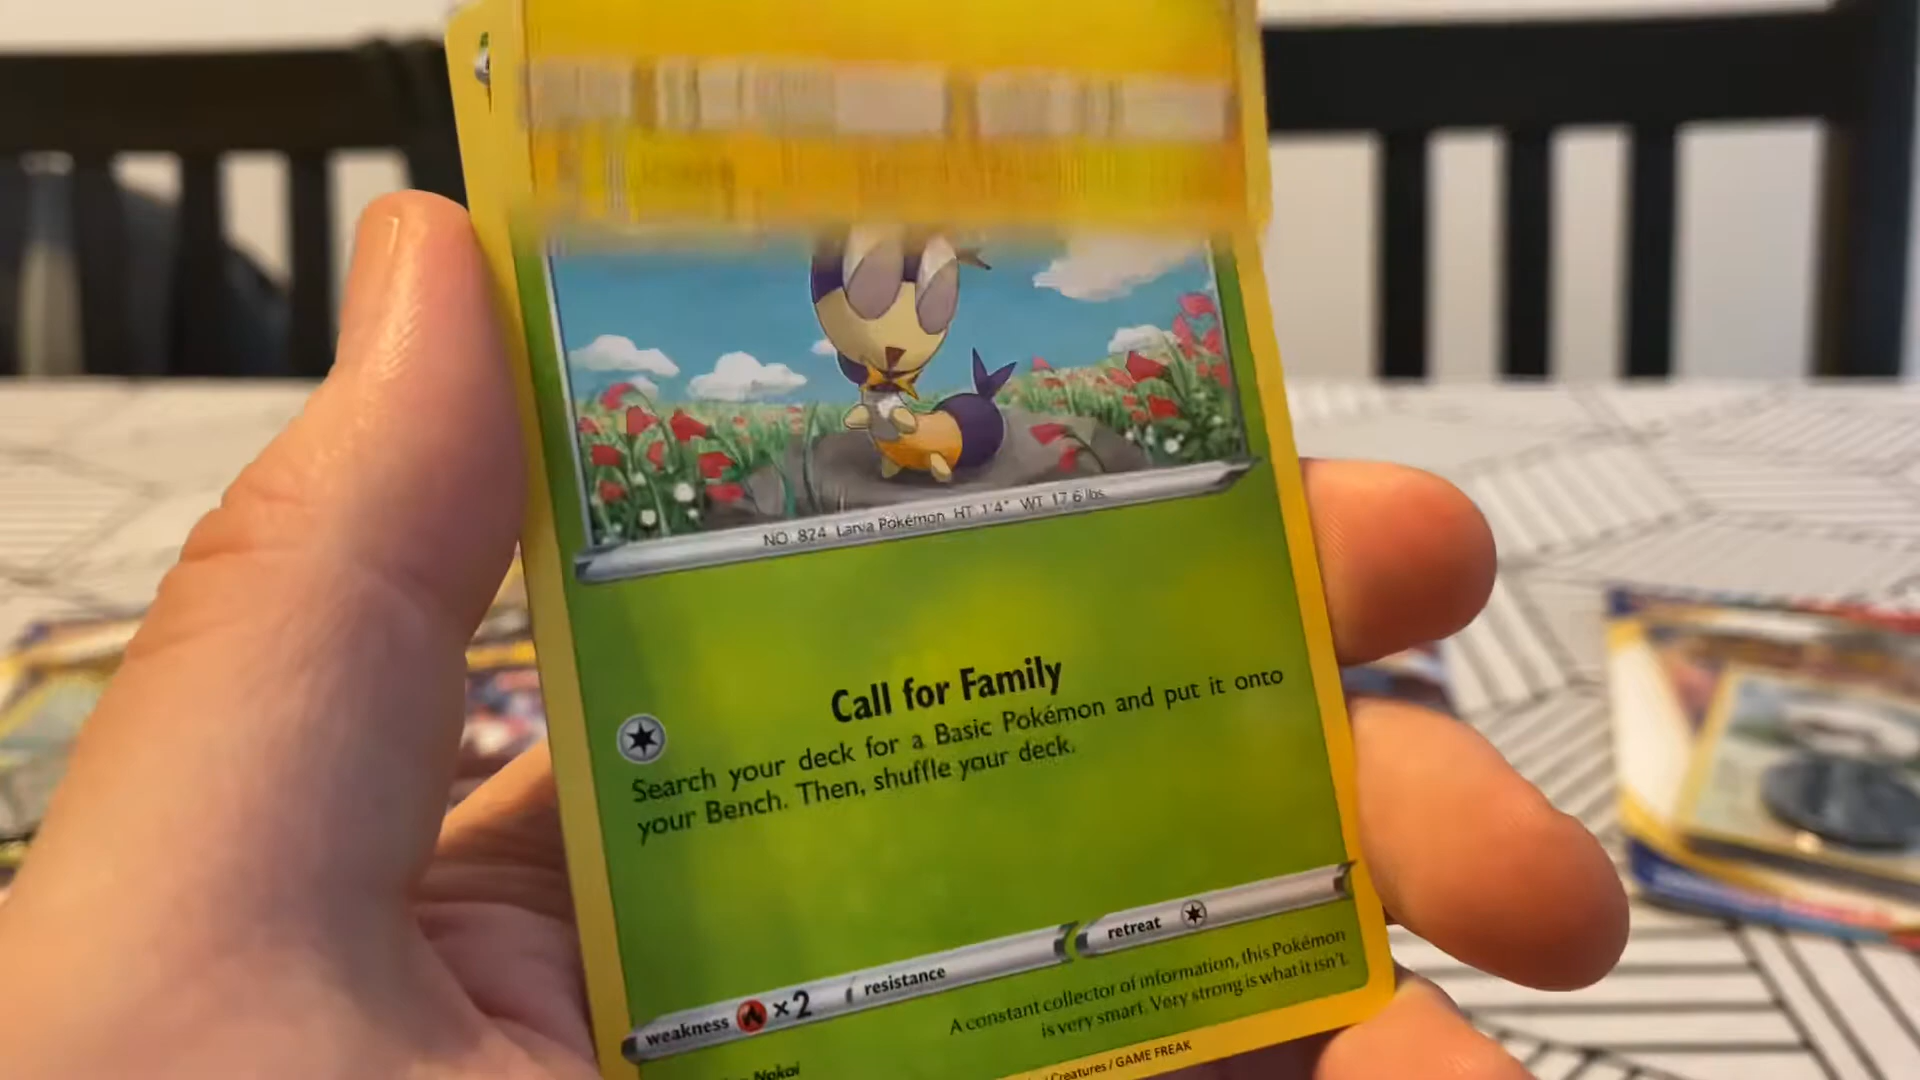 NO. 824 Larva Pokémon HT 1'4" WT 17.6 lbs.
Call for Family
Search your deck for a Basic Pokémon and put it onto
your Bench. Then, shuffle your deck.
weakness ×2 resistance retreat
A constant collector of information, this Pokémon
is very smart. Very strong is what it isn't.
Nokai
/ Creatures / GAME FREAK